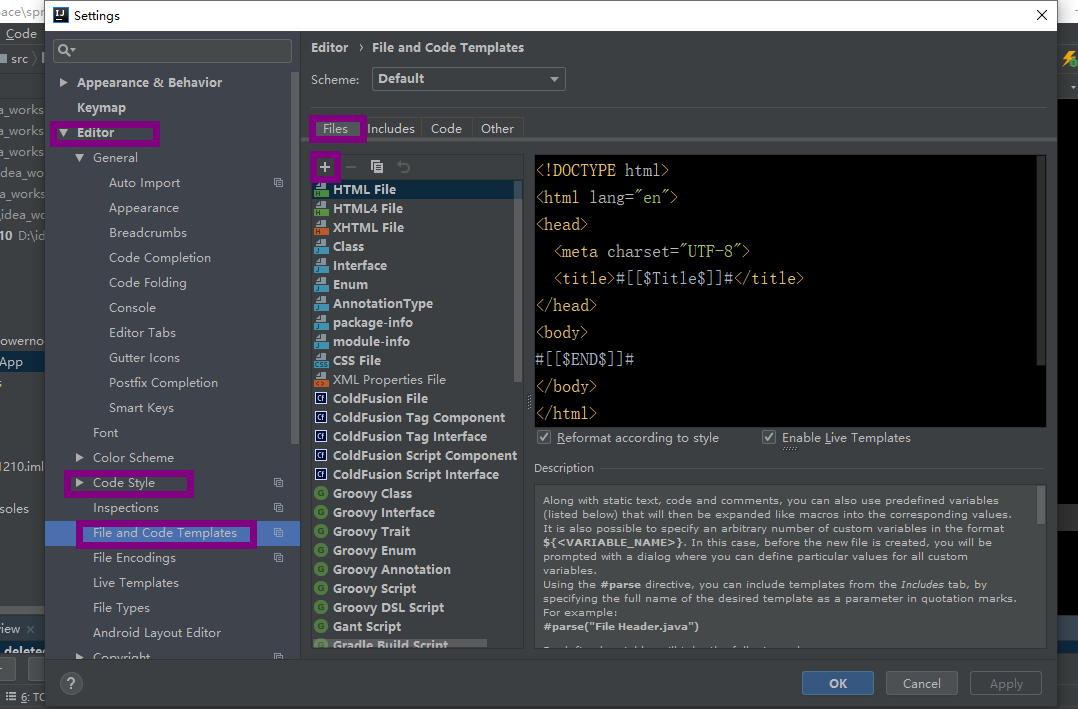 Settings
pace\spr
Code
src
a_works
a_works
a_works
idea_wo
a_works
\idea_wo
10 D:\id
owerno
App
1210.iml
soles
view
deleted
6: TO
Appearance & Behavior
Keymap
Editor
General
Auto Import
Appearance
Breadcrumbs
Code Completion
Code Folding
Console
Editor Tabs
Gutter Icons
Postfix Completion
Smart Keys
Font
Color Scheme
Code Style
Inspections
File and Code Templates
File Encodings
Live Templates
File Types
Android Layout Editor
Copyright
Editor › File and Code Templates
Scheme: Default
Files Includes Code Other
HTML File
HTML4 File
XHTML File
Class
Interface
Enum
AnnotationType
package-info
module-info
CSS File
XML Properties File
ColdFusion File
ColdFusion Tag Component
ColdFusion Tag Interface
ColdFusion Script Component
ColdFusion Script Interface
Groovy Class
Groovy Interface
Groovy Trait
Groovy Enum
Groovy Annotation
Groovy Script
Groovy DSL Script
Gant Script
Gradle Build Script
<!DOCTYPE html>
<html lang="en">
<head>
  <meta charset="UTF-8">
  <title>#[[$Title$]]#</title>
</head>
<body>
#[[$END$]]#
</body>
</html>
Reformat according to style Enable Live Templates
Description
Along with static text, code and comments, you can also use predefined variables
(listed below) that will then be expanded like macros into the corresponding values.
It is also possible to specify an arbitrary number of custom variables in the format
${<VARIABLE_NAME>}. In this case, before the new file is created, you will be
prompted with a dialog where you can define particular values for all custom
variables.
Using the #parse directive, you can include templates from the Includes tab, by
specifying the full name of the desired template as a parameter in quotation marks.
For example:
#parse("File Header.java")
?
OK Cancel Apply